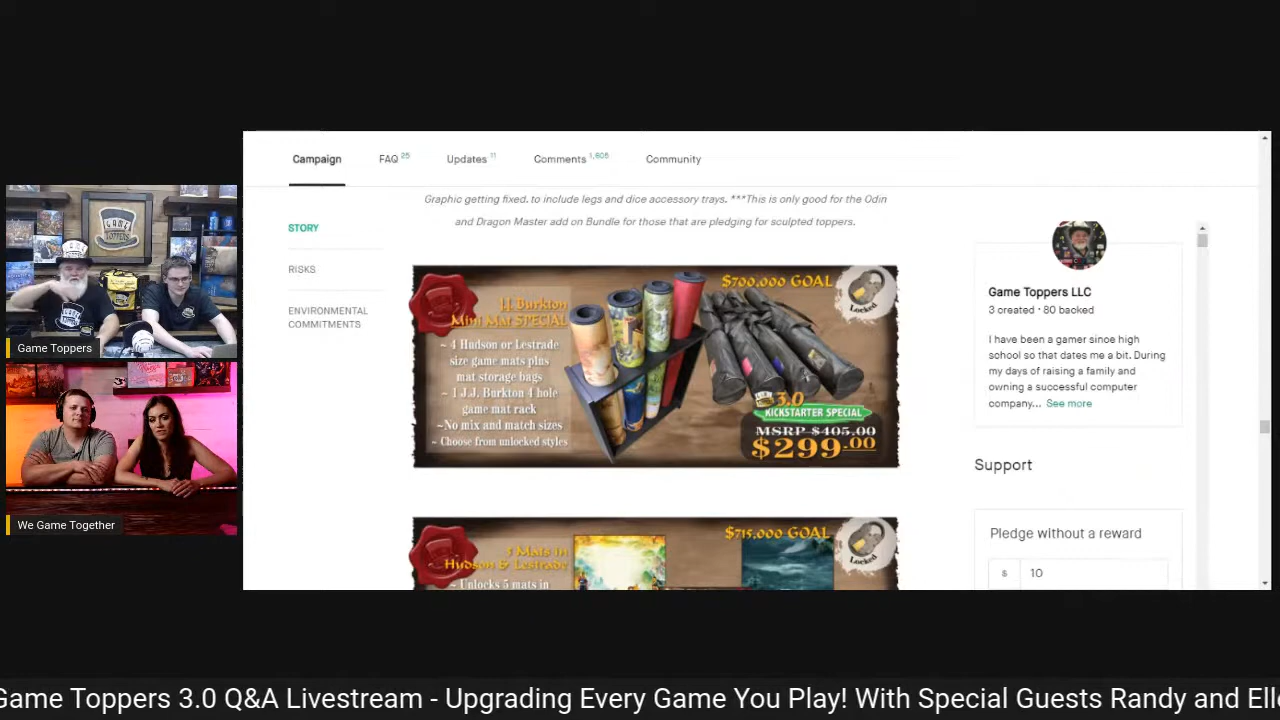 Campaign
FAQ 25
Updates 11
Comments 1,605
Community
Graphic getting fixed. to include legs and dice accessory trays. ***This is only good for the Odin
and Dragon Master add on Bundle for those that are pledging for sculpted toppers.
STORY
RISKS
ENVIRONMENTAL
COMMITMENTS
JJ Burkton
Mini Mat SPECIAL
~ 4 Hudson or Lestrade
size game mats plus
mat storage bags
~ 1 J.J. Burkton 4 hole
game mat rack
~No mix and match sizes
~ Choose from unlocked styles
$700,000 GOAL
Locked
3.0
KICKSTARTER SPECIAL
MSRP $405.00
$299.00
5 Mats in
Hudson & Lestrade
~ Unlocks 5 mats in
$715,000 GOAL
Locked
Game Toppers LLC
3 created · 80 backed
I have been a gamer since high
school so that dates me a bit. During
my days of raising a family and
owning a successful computer
company... See more
Support
Pledge without a reward
$ 10
GAME
TOPPERS
Game Toppers
We Game Together
Game Toppers 3.0 Q&A Livestream - Upgrading Every Game You Play! With Special Guests Randy and Elle